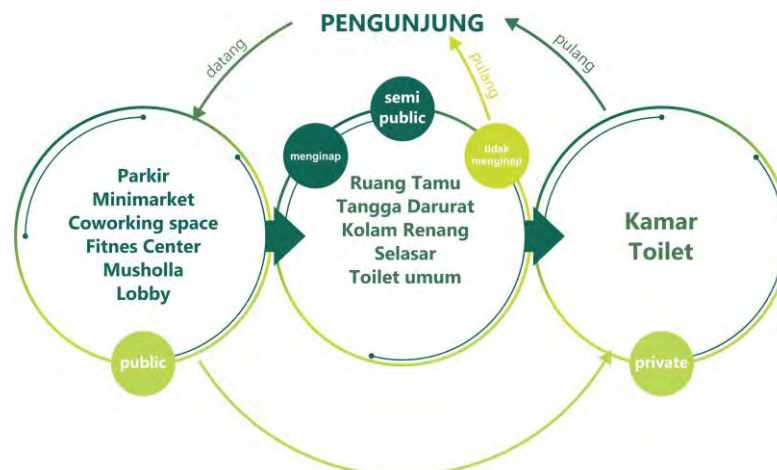 PENGUNJUNG
datang
pulang
pulang
semi
public
menginap
tidak
menginap
Parkir
Minimarket
Coworking space
Fitnes Center
Musholla
Lobby
Ruang Tamu
Tangga Darurat
Kolam Renang
Selasar
Toilet umum
Kamar
Toilet
public
private